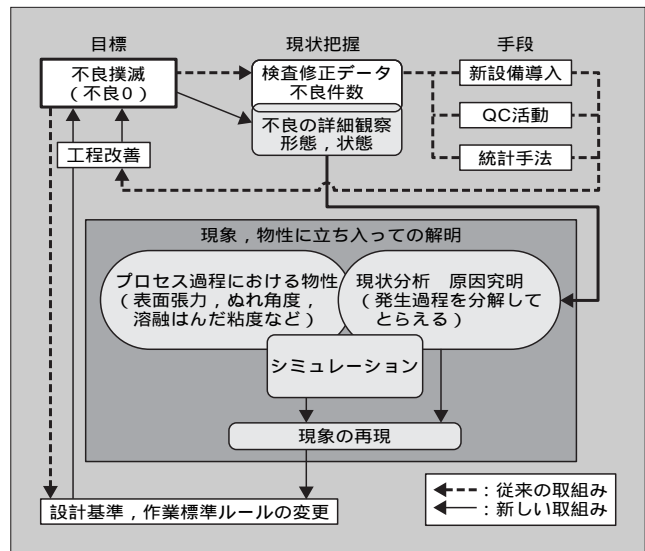 目標
現状把握
手段
不良撲滅
(不良0)
検査修正データ
不良件数
新設備導入
不良の詳細観察
形態,状態
QC活動
工程改善
統計手法
現象,物性に立ち入っての解明
プロセス過程における物性
(表面張力,ぬれ角度,
溶融はんだ粘度など)
現状分析 原因究明
(発生過程を分解して
とらえる)
シミュレーション
現象の再現
設計基準,作業標準ルールの変更
:従来の取組み
:新しい取組み